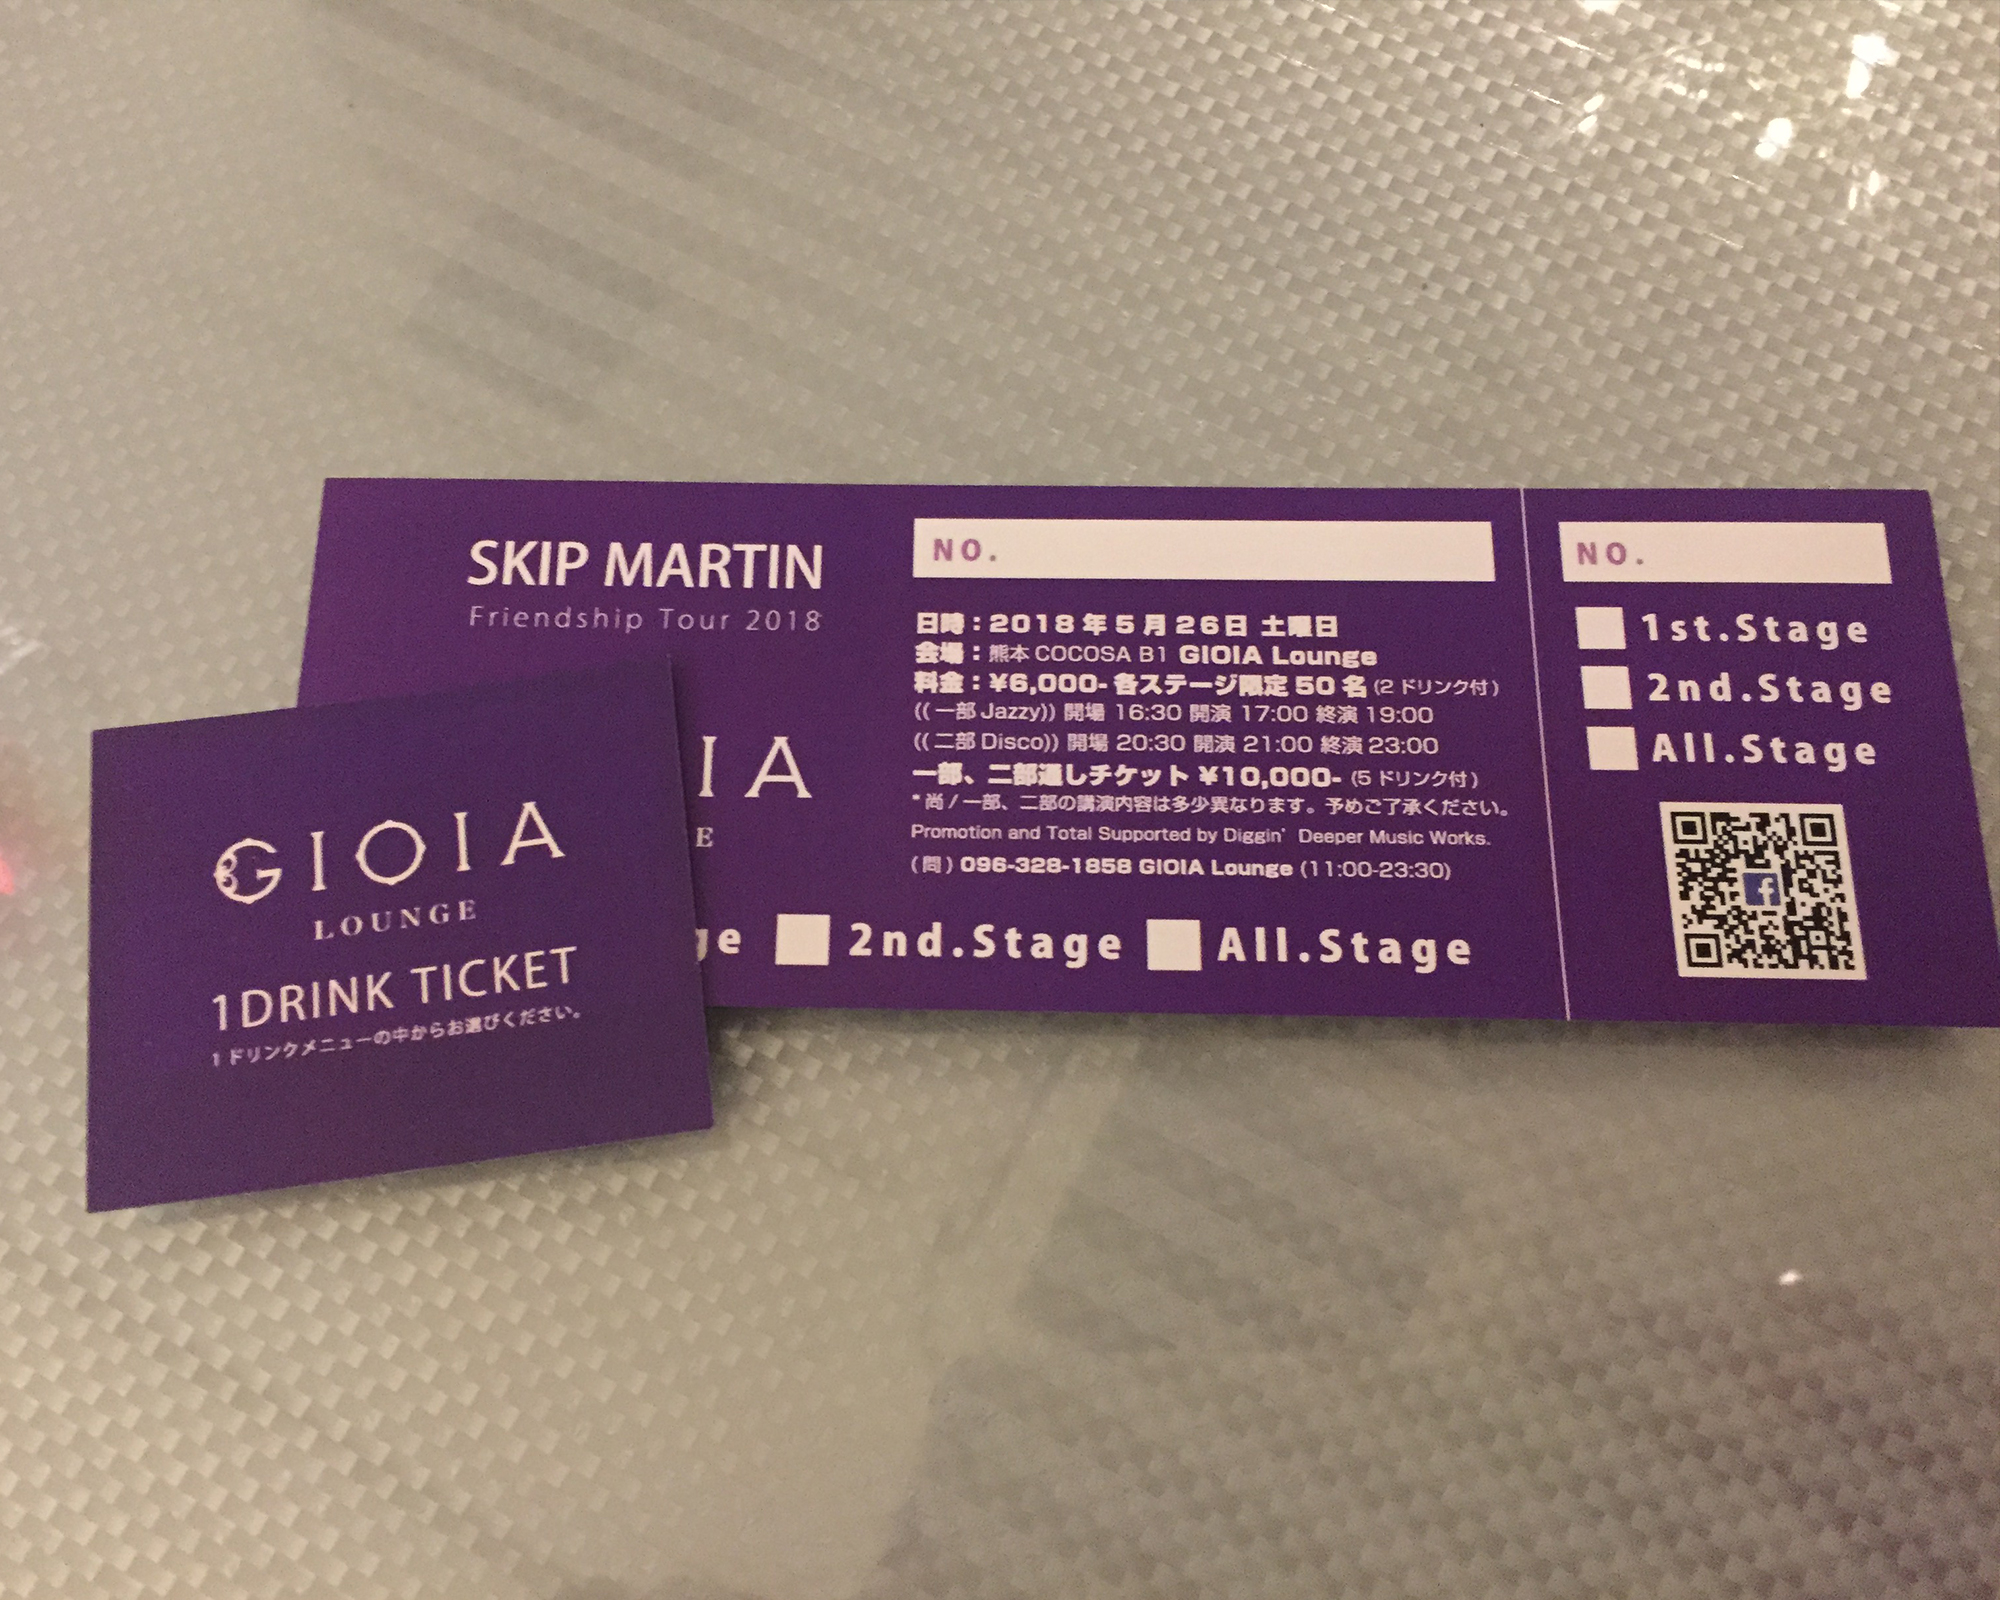 SKIP MARTIN
Friendship Tour 2018
I A
E
NO.
日時：2018年5月26日 土曜日
会場：熊本 COCOSA B1 GIOIA Lounge
料金：¥6,000- 各ステージ限定 50 名 (2 ドリンク付)
((一部 Jazzy)) 開場 16:30 開演 17:00 終演 19:00
((二部 Disco)) 開場 20:30 開演 21:00 終演 23:00
一部、二部通しチケット ¥10,000- (5 ドリンク付)
*尚 / 一部、二部の講演内容は多少異なります。予めご了承ください。
Promotion and Total Supported by Diggin' Deeper Music Works.
(問) 096-328-1858 GIOIA Lounge (11:00-23:30)
ge 2nd.Stage All.Stage
NO.
1st.Stage
2nd.Stage
All.Stage
f
GIOIA
LOUNGE
1DRINK TICKET
1 ドリンクメニューの中からお選びください。